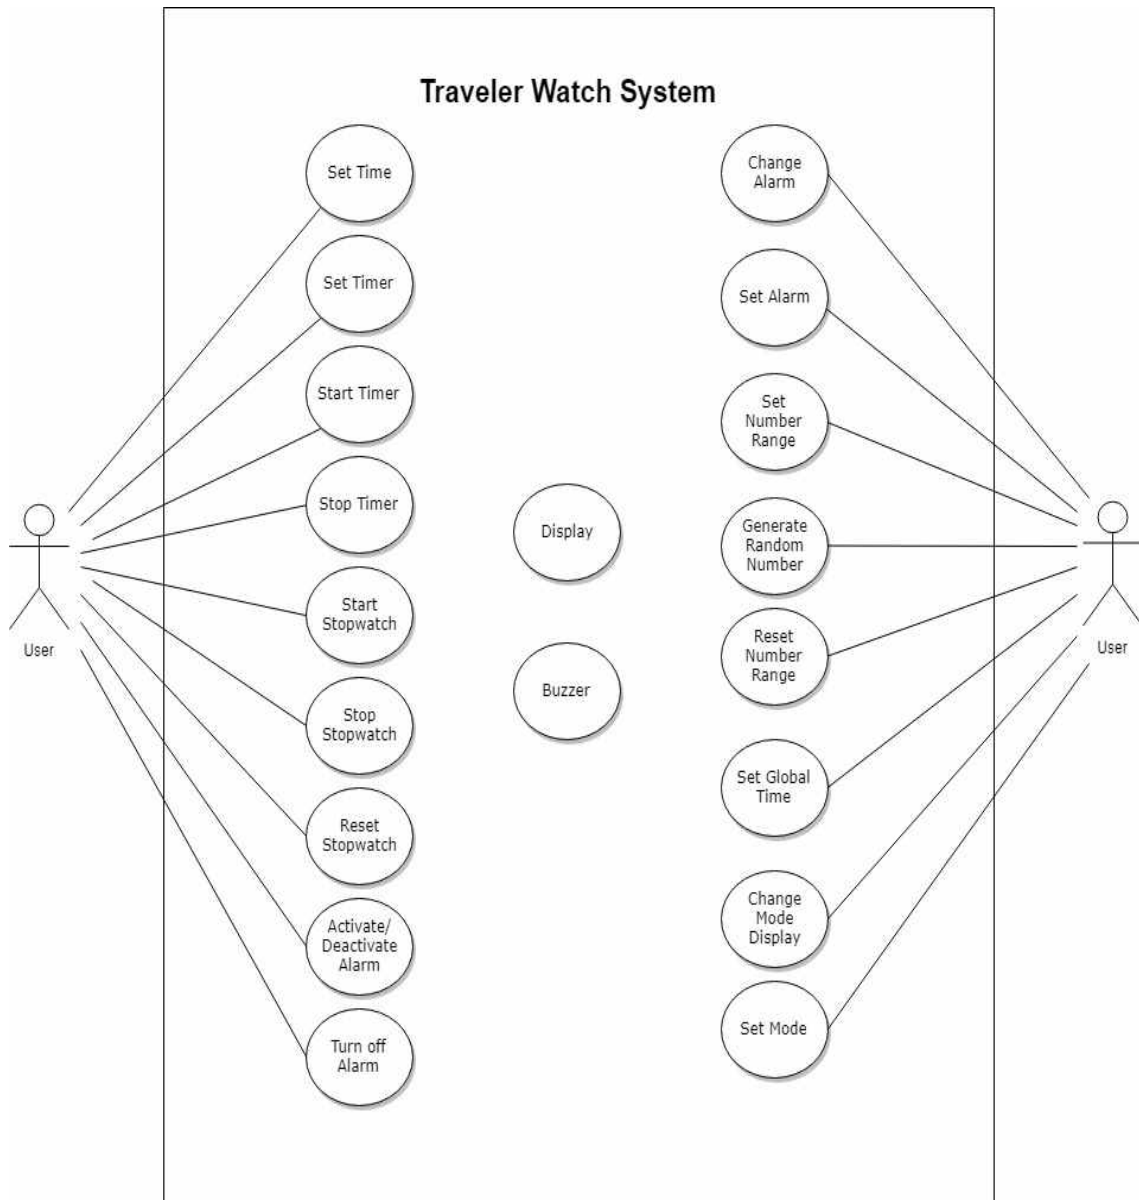 Traveler Watch System
Set Time
Set Timer
Start Timer
Stop Timer
Start
Stopwatch
Stop
Stopwatch
Reset
Stopwatch
Activate/
Deactivate
Alarm
Turn off
Alarm
User
Display
Buzzer
Change
Alarm
Set Alarm
Set
Number
Range
Generate
Random
Number
Reset
Number
Range
Set Global
Time
Change
Mode
Display
Set Mode
User